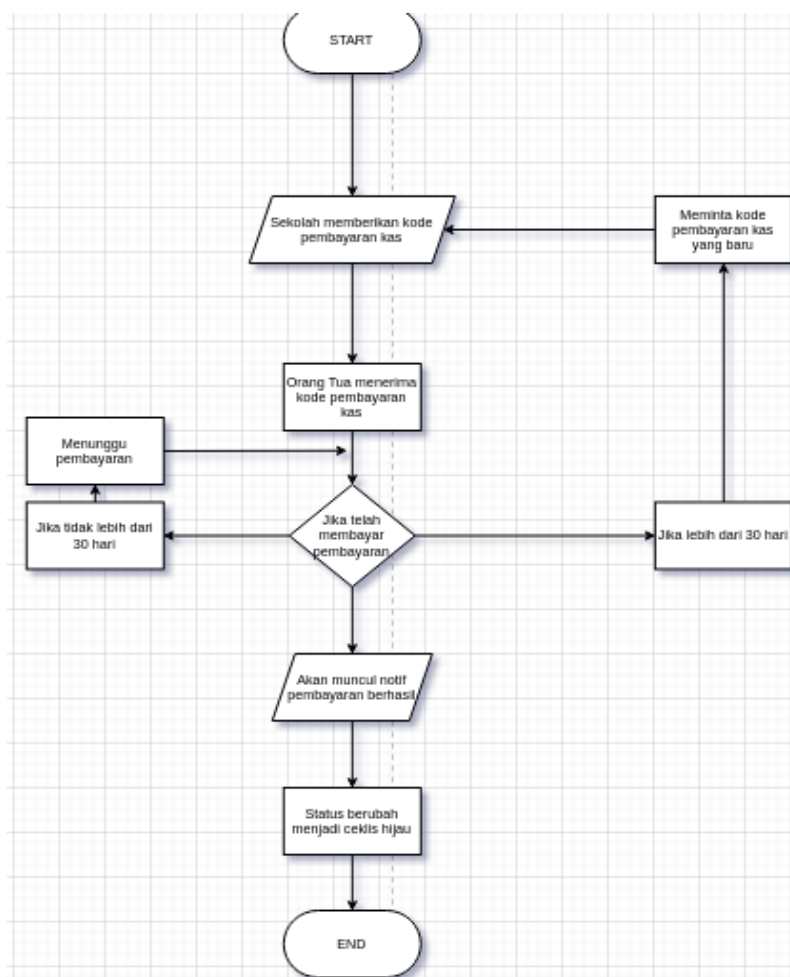 START
Sekolah memberikan kode
pembayaran kas
Meminta kode
pembayaran kas
yang baru
Orang Tua menerima
kode pembayaran
kas
Menunggu
pembayaran
Jika tidak lebih dari
30 hari
Jika telah
membayar
pembayaran
Jika lebih dari 30 hari
Akan muncul notif
pembayaran berhasil
Status berubah
menjadi ceklis hijau
END